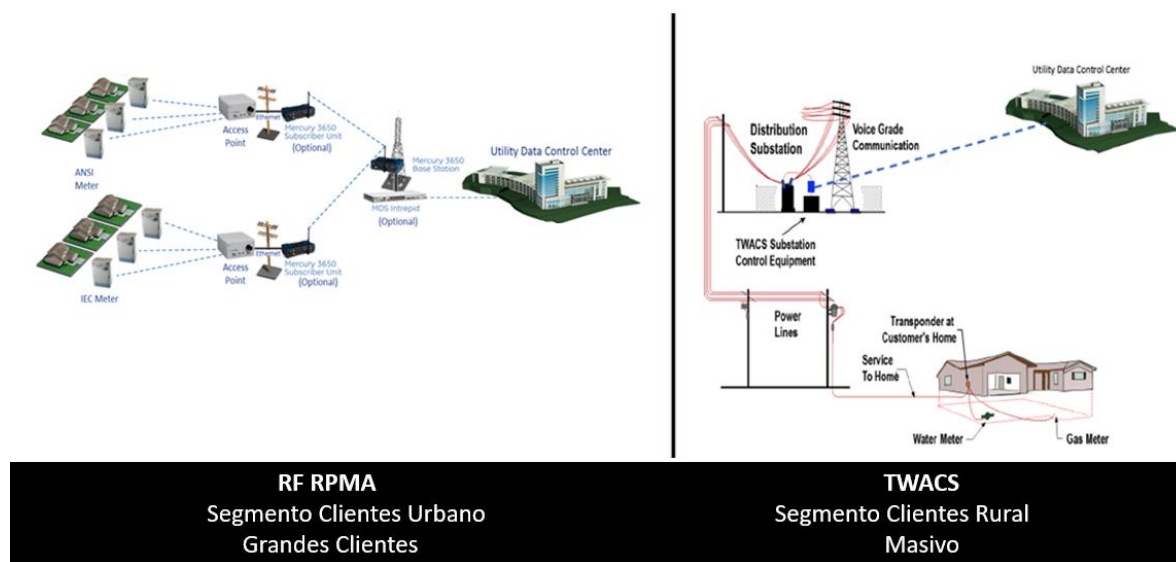 Access
Point
Ethernet
Mercury 3650
Subscriber Unit
(Optional)
ANSI
Meter
Mercury 3650
Base Station
MDS Intrepid
(Optional)
Utility Data Control Center
Access
Point
Ethernet
Mercury 3650
Subscriber Unit
(Optional)
IEC Meter
Utility Data Control Center
Distribution
Substation
Voice Grade
Communication
TWACS Substation
Control Equipment
Power
Lines
Transponder at
Customer's Home
Service
To Home
Water Meter
Gas Meter
RF RPMA
Segmento Clientes Urbano
Grandes Clientes
TWACS
Segmento Clientes Rural
Masivo